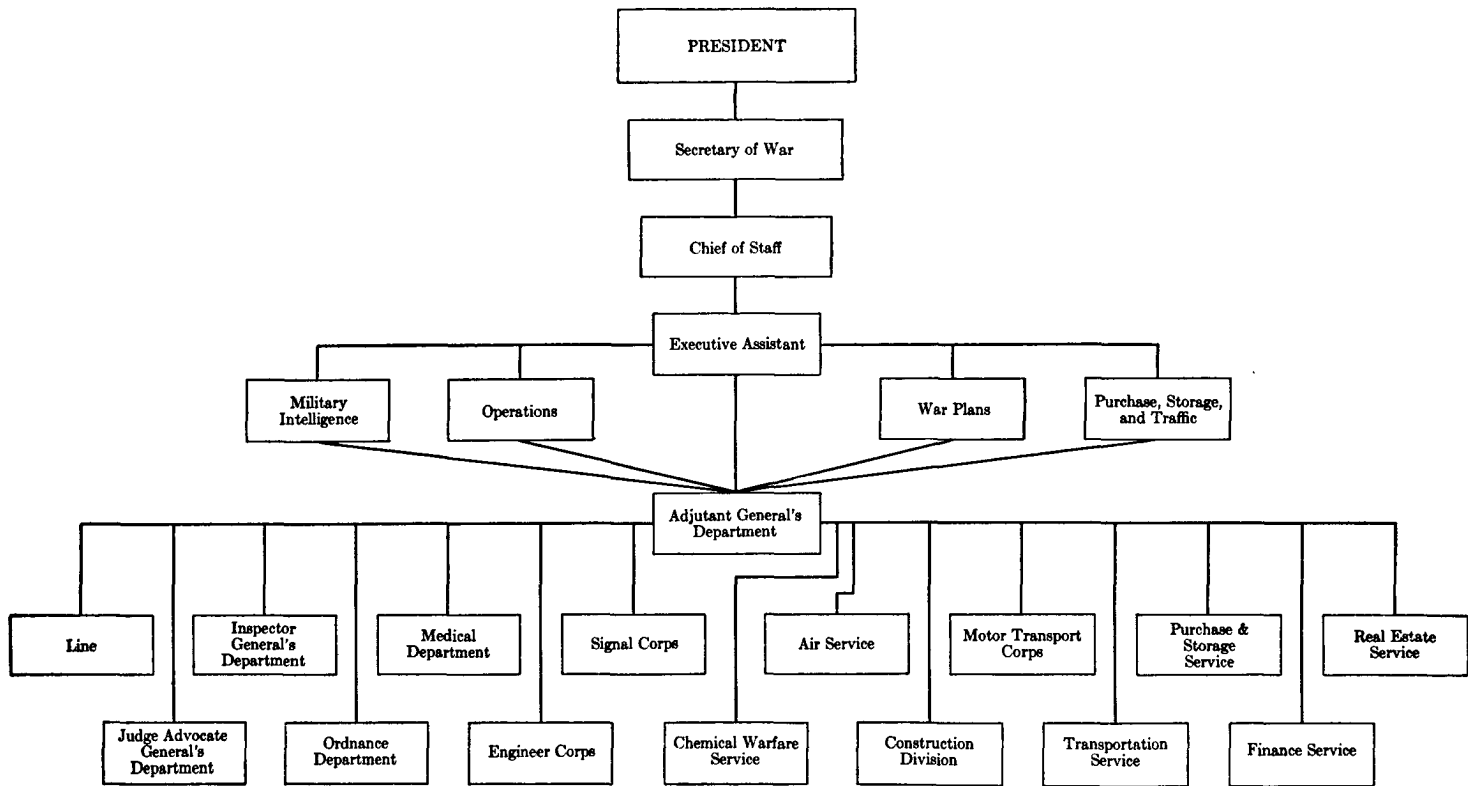 PRESIDENT
Secretary of War
Chief of Staff
Executive Assistant
Military
Intelligence
Operations
War Plans
Purchase, Storage,
and Traffic
Adjutant General's
Department
Line
Inspector
General's
Department
Medical
Department
Signal Corps
Air Service
Motor Transport
Corps
Purchase &
Storage
Service
Real Estate
Service
Judge Advocate
General's
Department
Ordnance
Department
Engineer Corps
Chemical Warfare
Service
Construction
Division
Transportation
Service
Finance Service